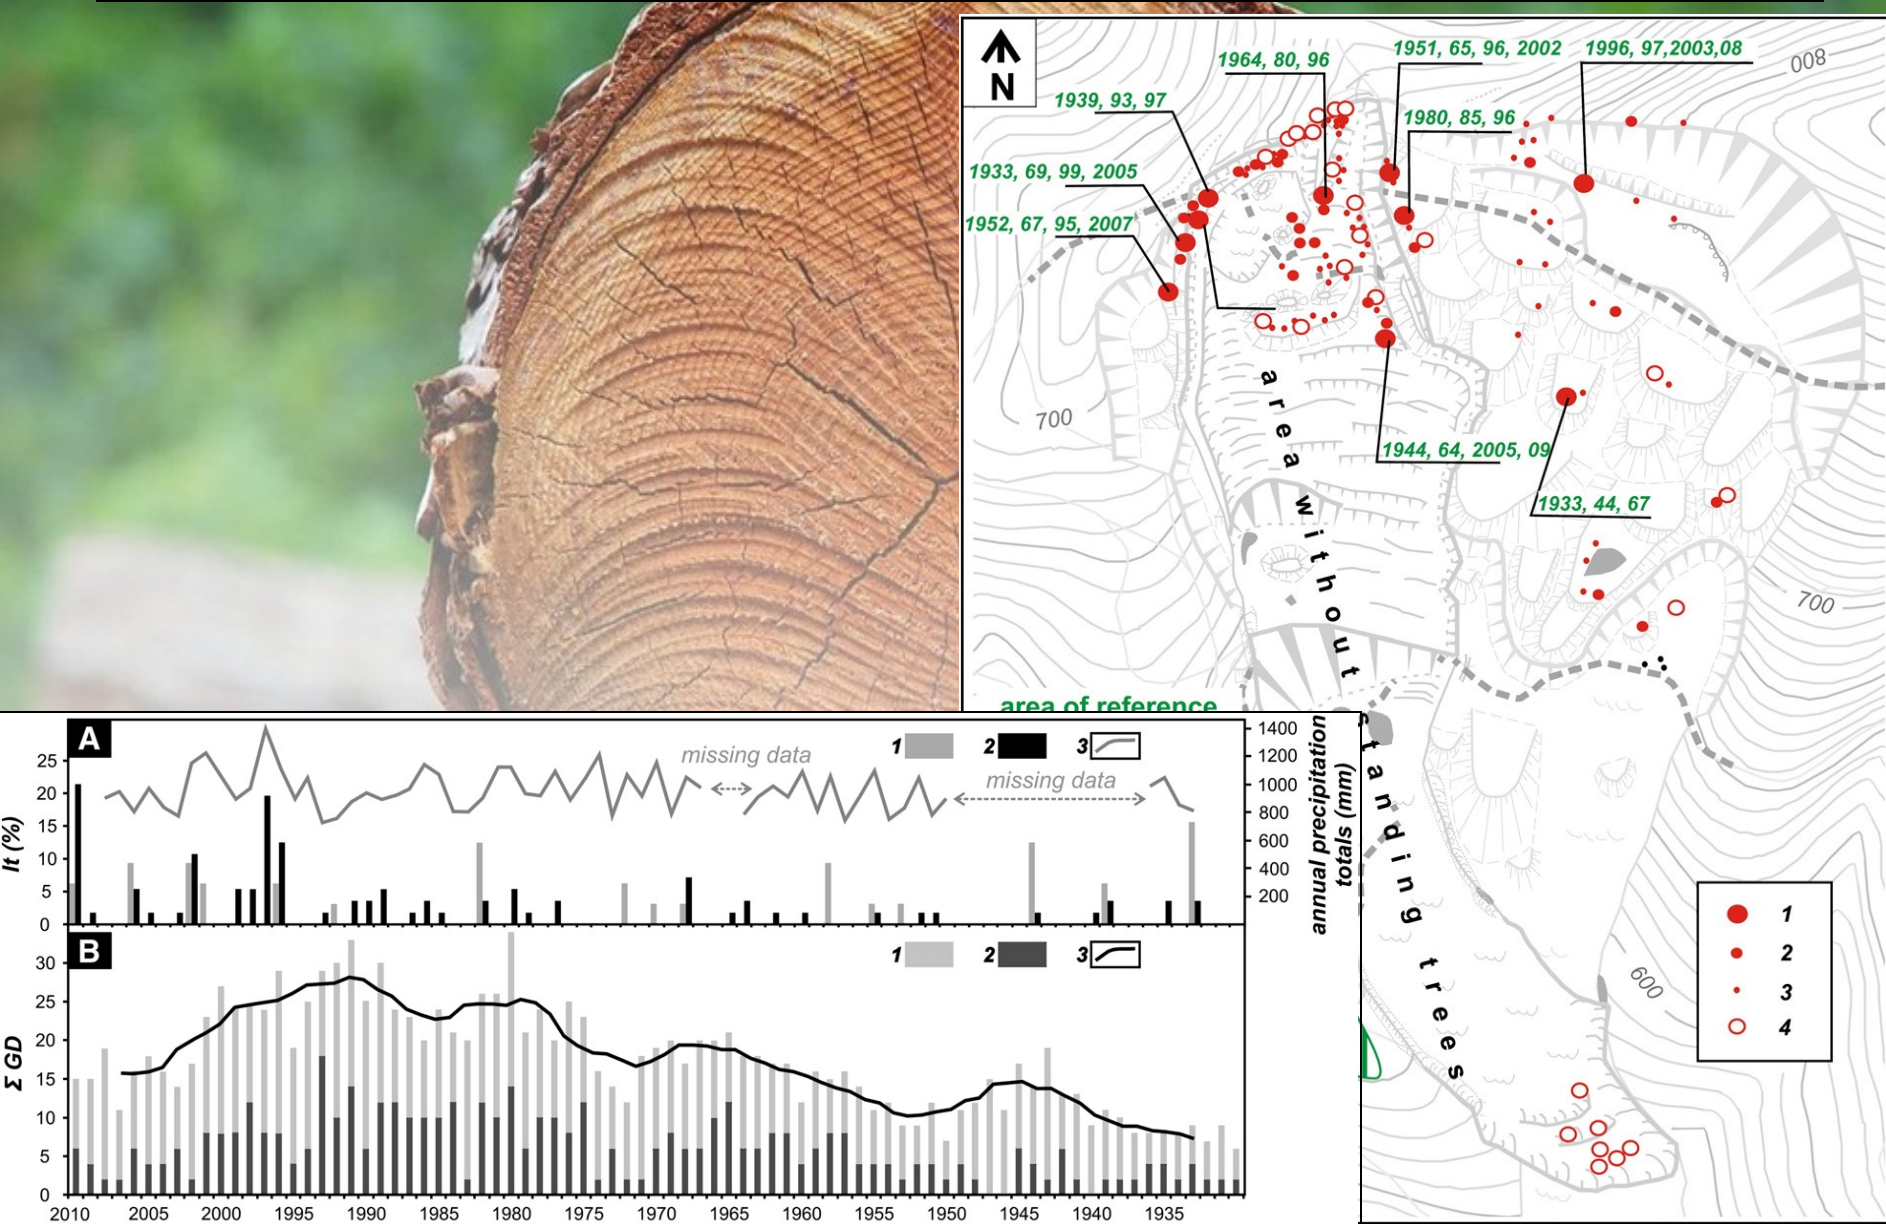 N
1964, 80, 96
1951, 65, 96, 2002
1996, 97,2003,08
800
1939, 93, 97
1980, 85, 96
1933, 69, 99, 2005
1952, 67, 95, 2007
700
1944, 64, 2005, 09
1933, 44, 67
700
area without standing trees
area of reference
600
1
2
3
4
A
missing data
missing data
1
2
3
It (%)
25
20
15
10
5
0
1400
1200
1000
800
600
400
200
annual precipitation
totals (mm)
B
1
2
3
Σ GD
30
25
20
15
10
5
0
2010 2005 2000 1995 1990 1985 1980 1975 1970 1965 1960 1955 1950 1945 1940 1935